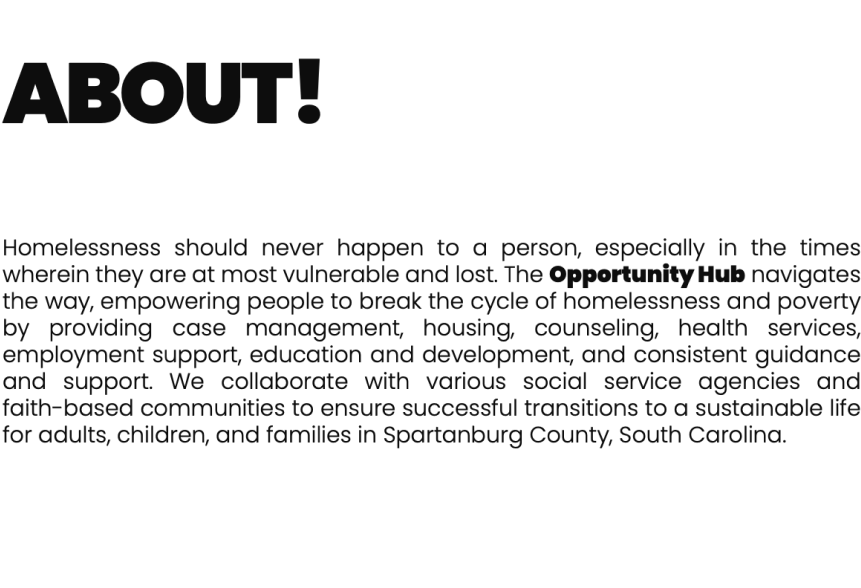 ABOUT!
Homelessness should never happen to a person, especially in the times
wherein they are at most vulnerable and lost. The Opportunity Hub navigates
the way, empowering people to break the cycle of homelessness and poverty
by providing case management, housing, counseling, health services,
employment support, education and development, and consistent guidance
and support. We collaborate with various social service agencies and
faith-based communities to ensure successful transitions to a sustainable life
for adults, children, and families in Spartanburg County, South Carolina.